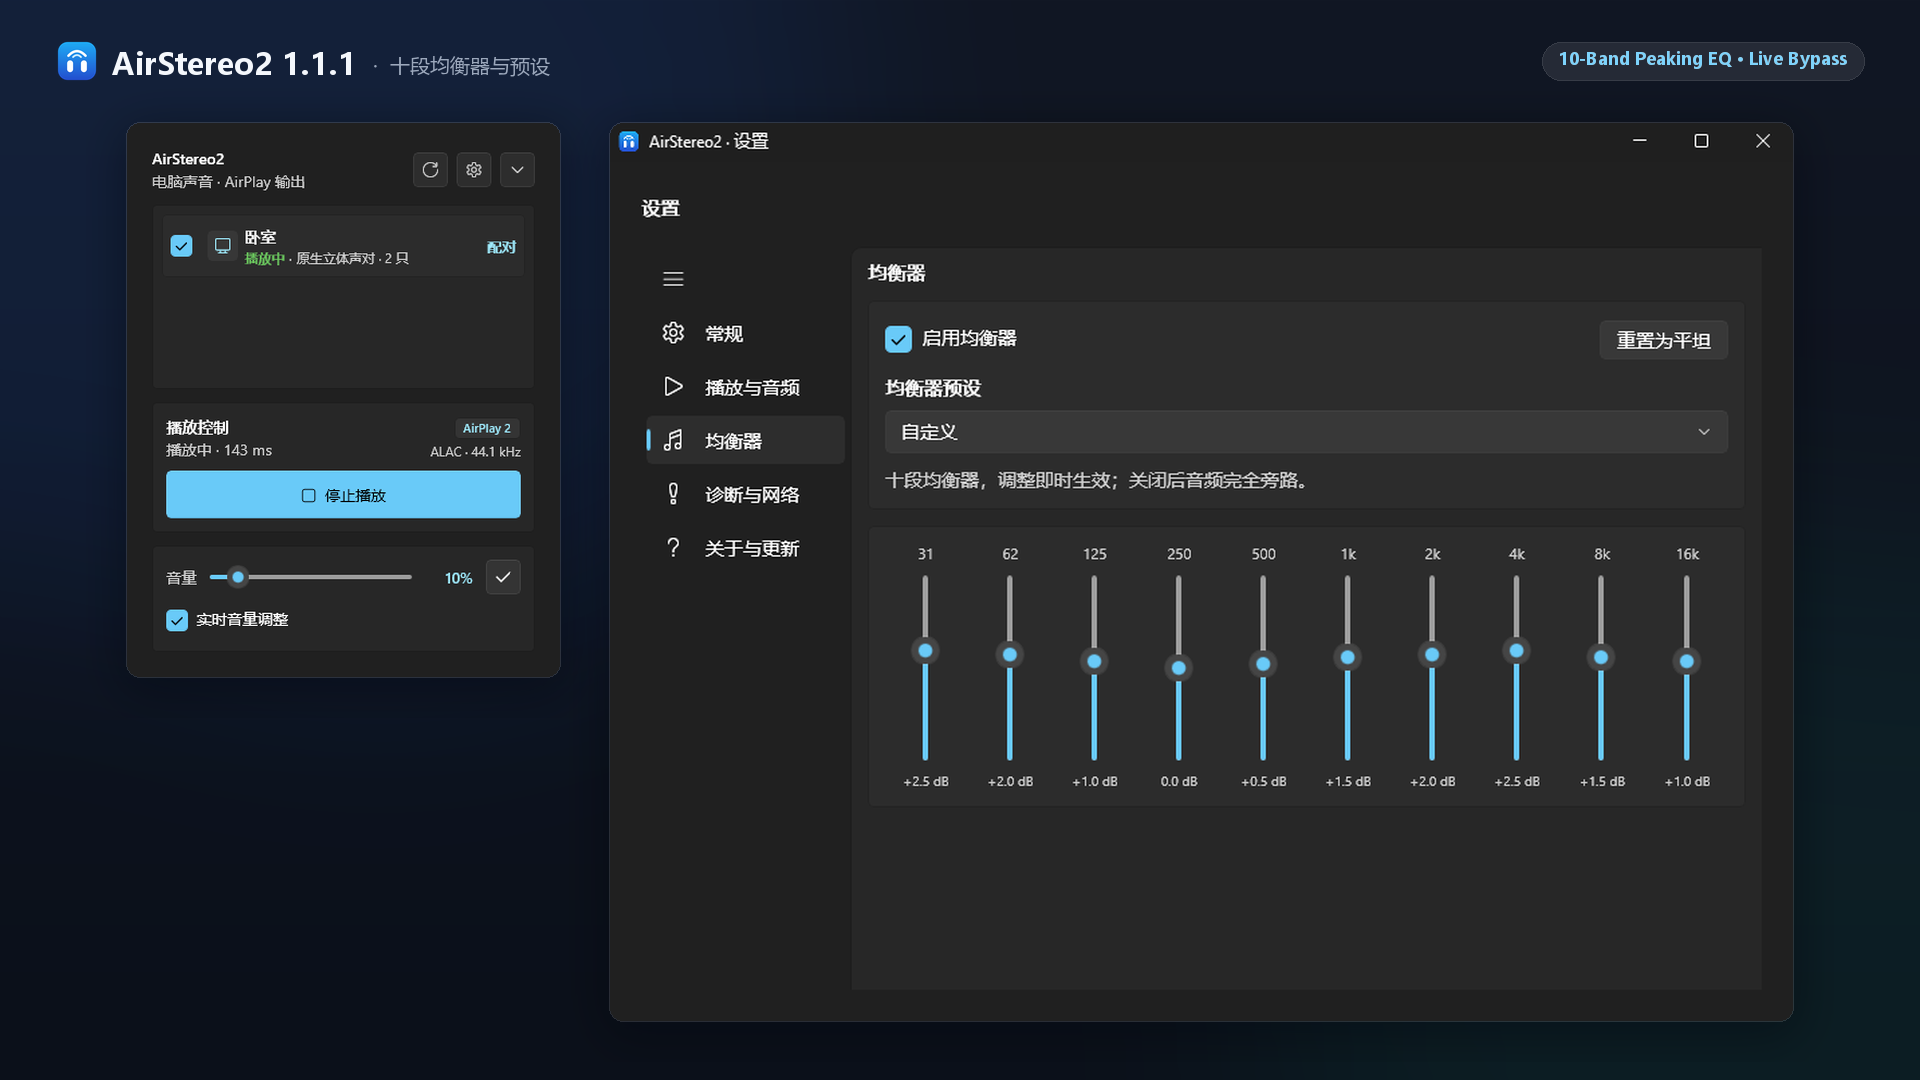 AirStereo2 1.1.1 · 十段均衡器与预设
10-Band Peaking EQ • Live Bypass
AirStereo2
电脑声音 · AirPlay 输出
卧室
播放中 · 原生立体声对 · 2 只
配对
播放控制
AirPlay 2
播放中 · 143 ms
ALAC · 44.1 kHz
停止播放
音量
10%
实时音量调整
AirStereo2 · 设置
设置
常规
播放与音频
均衡器
诊断与网络
关于与更新
均衡器
启用均衡器
重置为平坦
均衡器预设
自定义
十段均衡器，调整即时生效；关闭后音频完全旁路。
31 62 125 250 500 1k 2k 4k 8k 16k
+2.5 dB +2.0 dB +1.0 dB 0.0 dB +0.5 dB +1.5 dB +2.0 dB +2.5 dB +1.5 dB +1.0 dB